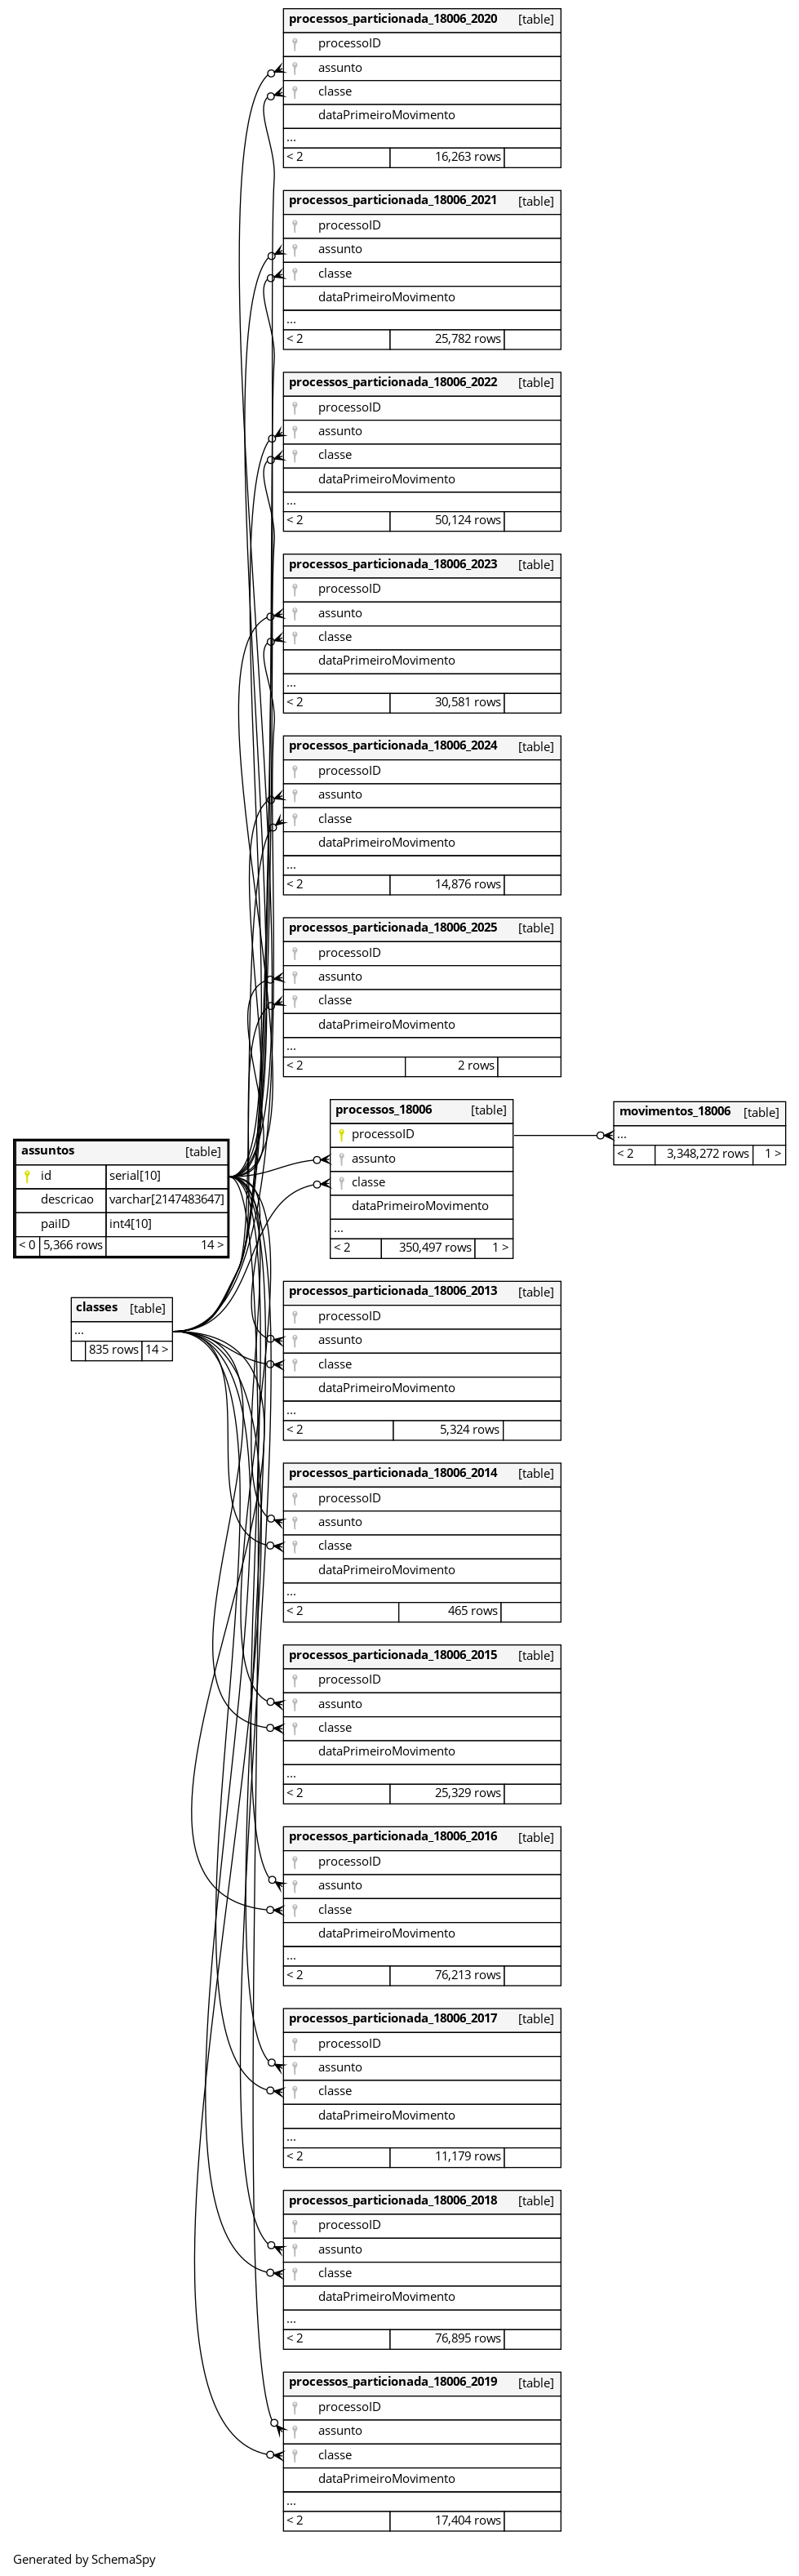 processos_particionada_18006_2020 [table]
processoID
assunto
classe
dataPrimeiroMovimento
...
< 2 16,263 rows
processos_particionada_18006_2021 [table]
processoID
assunto
classe
dataPrimeiroMovimento
...
< 2 25,782 rows
processos_particionada_18006_2022 [table]
processoID
assunto
classe
dataPrimeiroMovimento
...
< 2 50,124 rows
processos_particionada_18006_2023 [table]
processoID
assunto
classe
dataPrimeiroMovimento
...
< 2 30,581 rows
processos_particionada_18006_2024 [table]
processoID
assunto
classe
dataPrimeiroMovimento
...
< 2 14,876 rows
processos_particionada_18006_2025 [table]
processoID
assunto
classe
dataPrimeiroMovimento
...
< 2 2 rows
processos_18006 [table]
processoID
assunto
classe
dataPrimeiroMovimento
...
< 2 350,497 rows 1 >
movimentos_18006 [table]
...
< 2 3,348,272 rows 1 >
assuntos [table]
id serial[10]
descricao varchar[2147483647]
paiID int4[10]
< 0 5,366 rows 14 >
classes [table]
...
835 rows 14 >
processos_particionada_18006_2013 [table]
processoID
assunto
classe
dataPrimeiroMovimento
...
< 2 5,324 rows
processos_particionada_18006_2014 [table]
processoID
assunto
classe
dataPrimeiroMovimento
...
< 2 465 rows
processos_particionada_18006_2015 [table]
processoID
assunto
classe
dataPrimeiroMovimento
...
< 2 25,329 rows
processos_particionada_18006_2016 [table]
processoID
assunto
classe
dataPrimeiroMovimento
...
< 2 76,213 rows
processos_particionada_18006_2017 [table]
processoID
assunto
classe
dataPrimeiroMovimento
...
< 2 11,179 rows
processos_particionada_18006_2018 [table]
processoID
assunto
classe
dataPrimeiroMovimento
...
< 2 76,895 rows
processos_particionada_18006_2019 [table]
processoID
assunto
classe
dataPrimeiroMovimento
...
< 2 17,404 rows
Generated by SchemaSpy